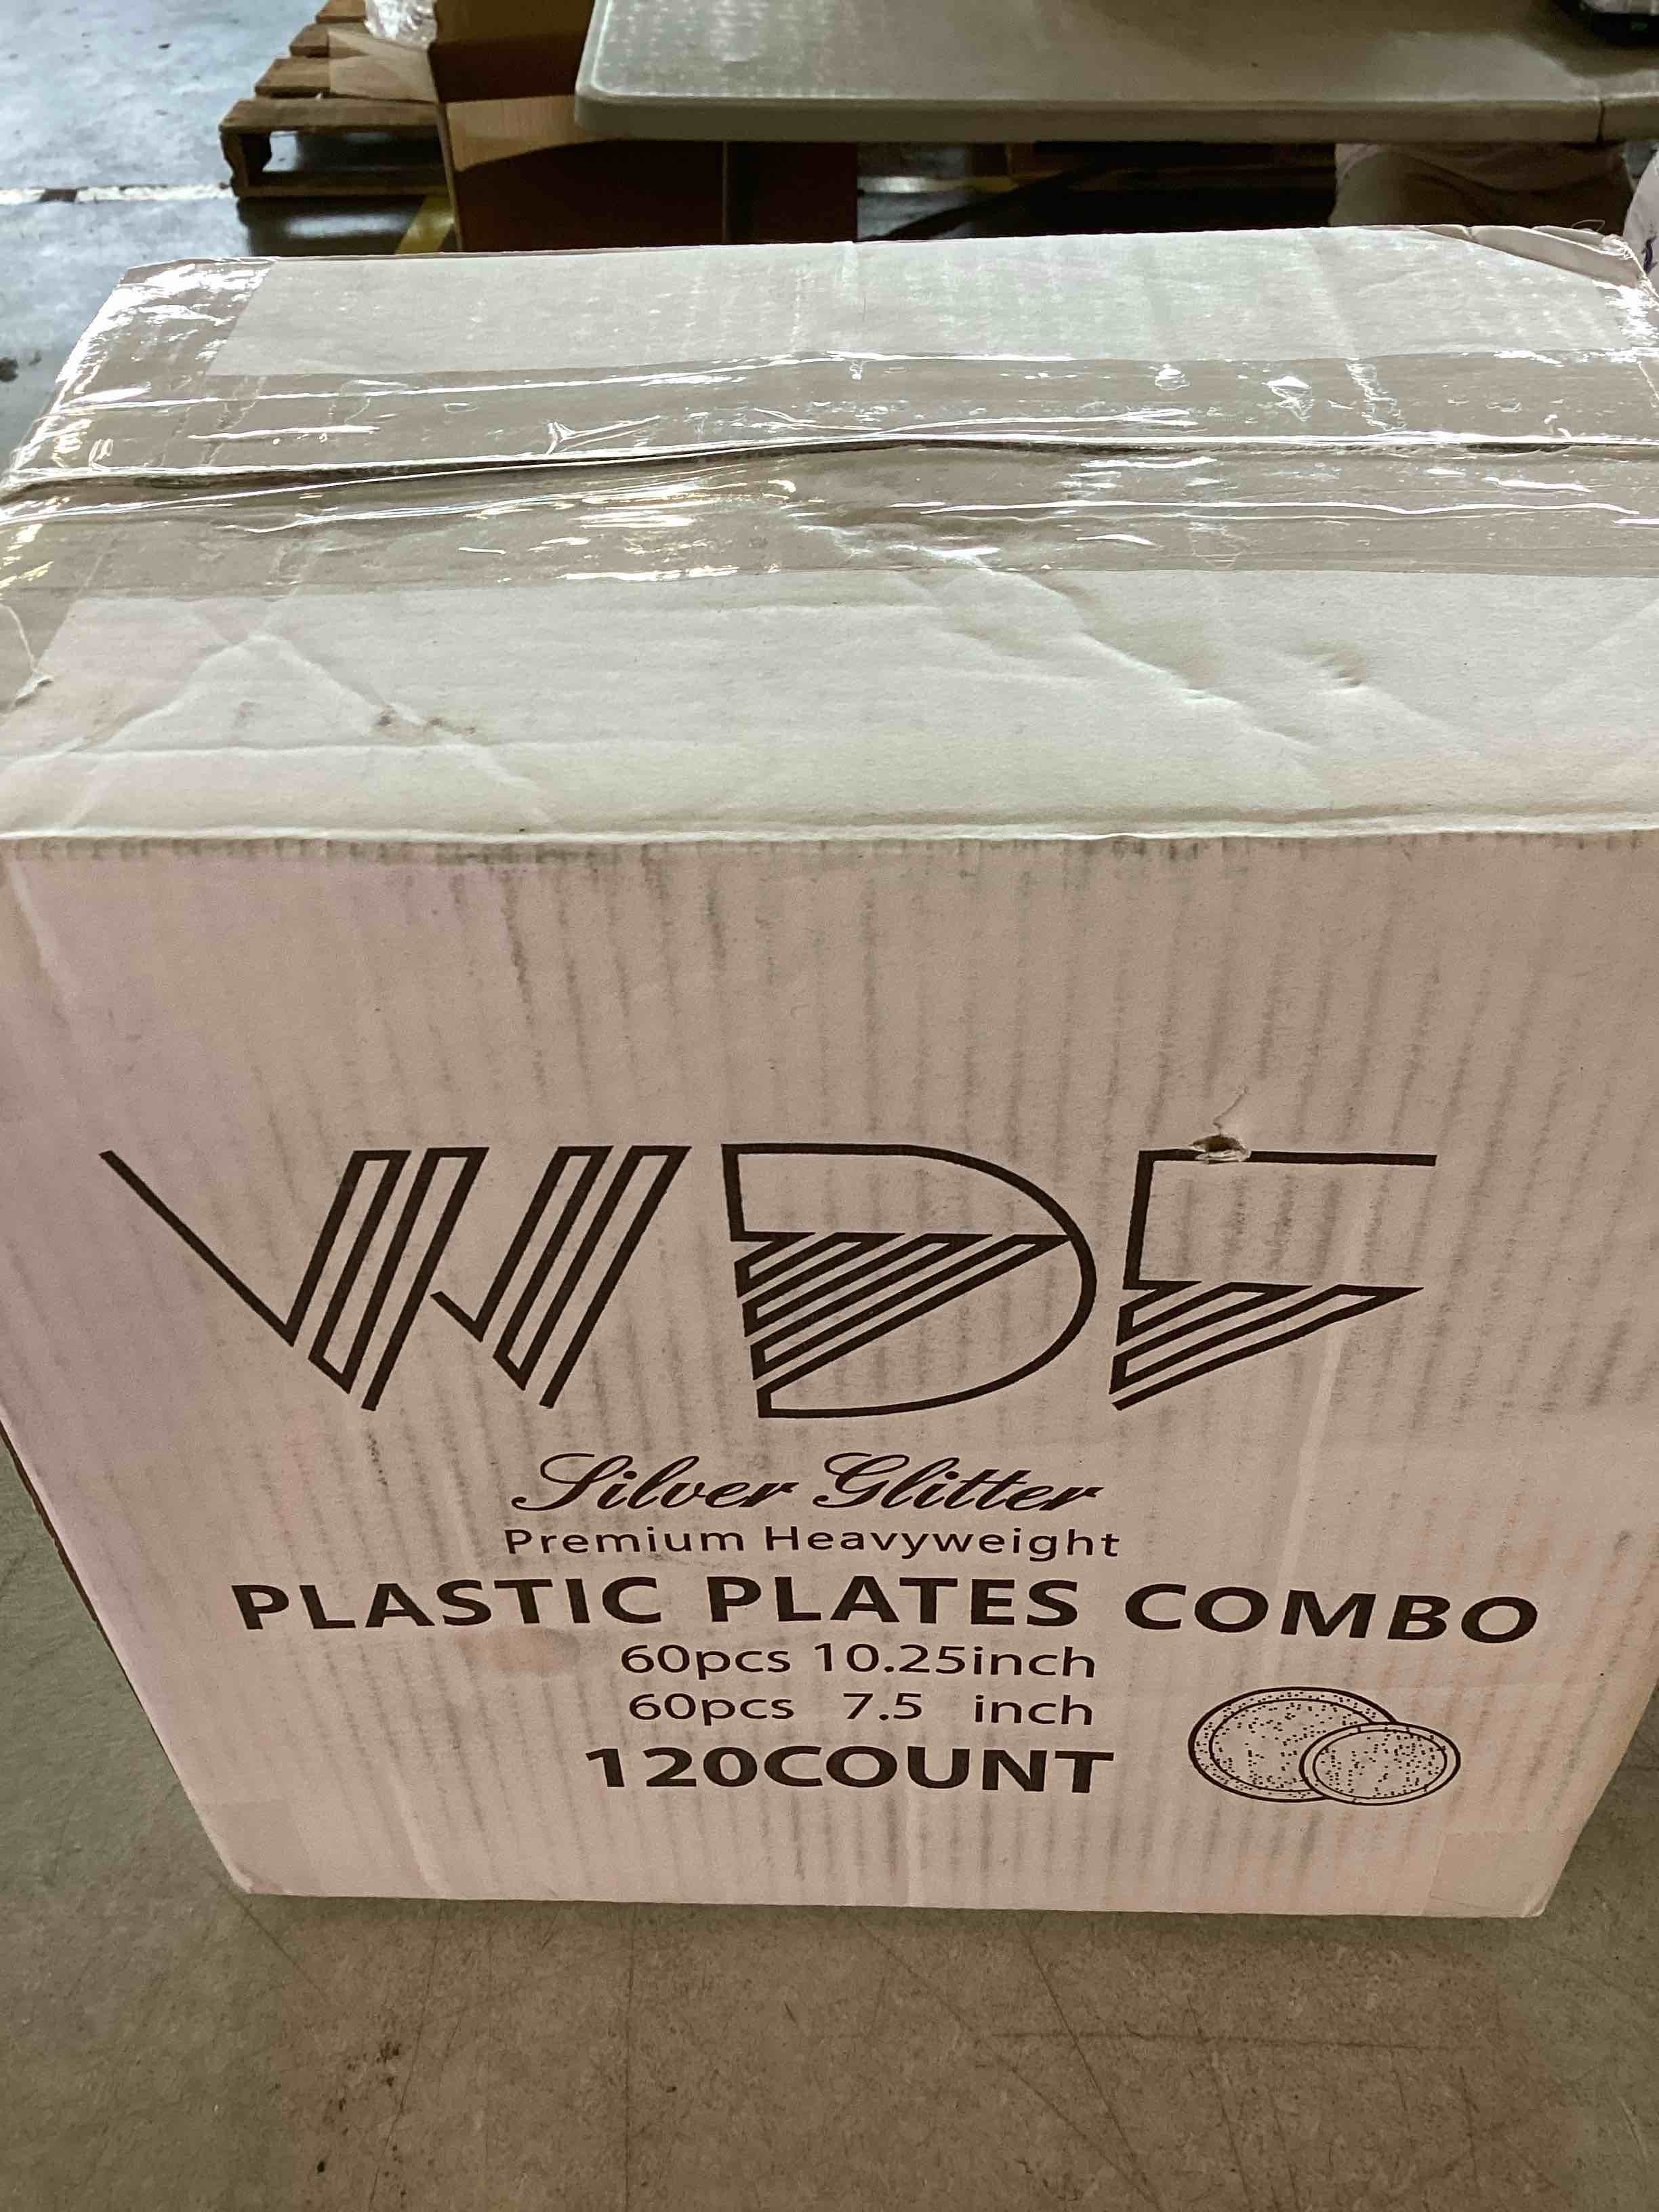 WDF
Silver Glitter
Premium Heavyweight
PLASTIC PLATES COMBO
60pcs 10.25inch
60pcs 7.5 inch
120COUNT